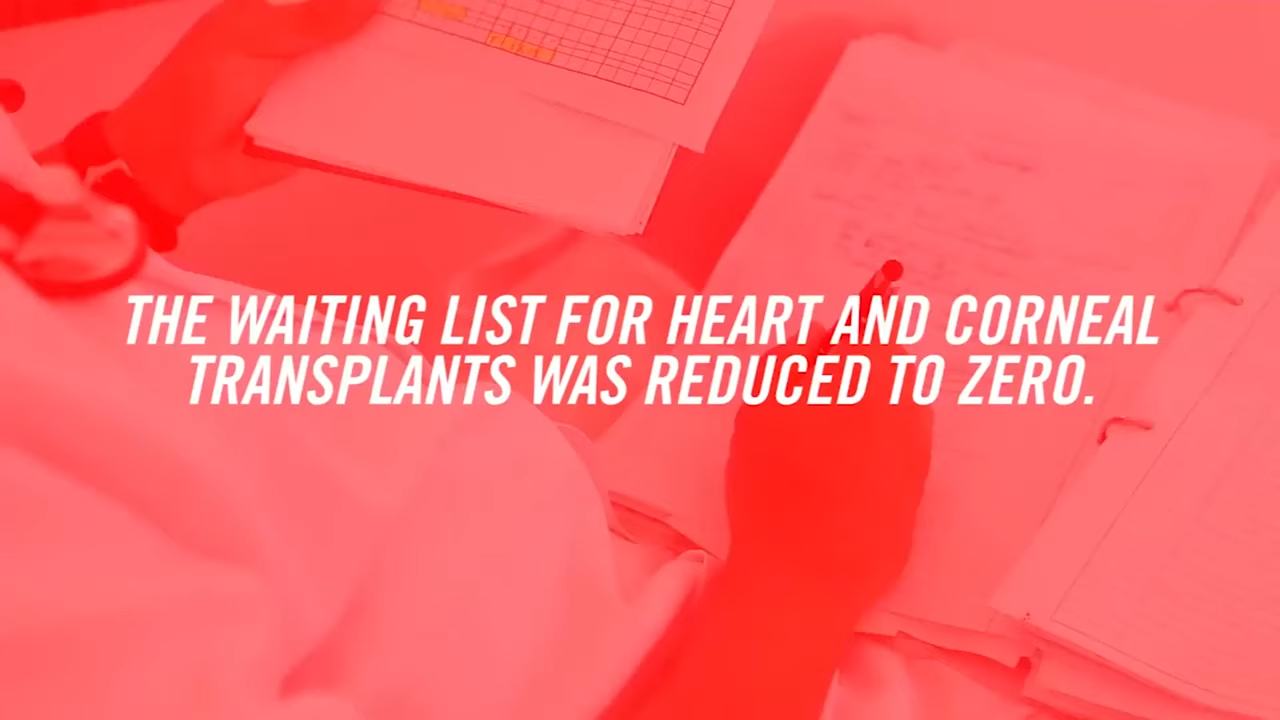 THE WAITING LIST FOR HEART AND CORNEAL
TRANSPLANTS WAS REDUCED TO ZERO.